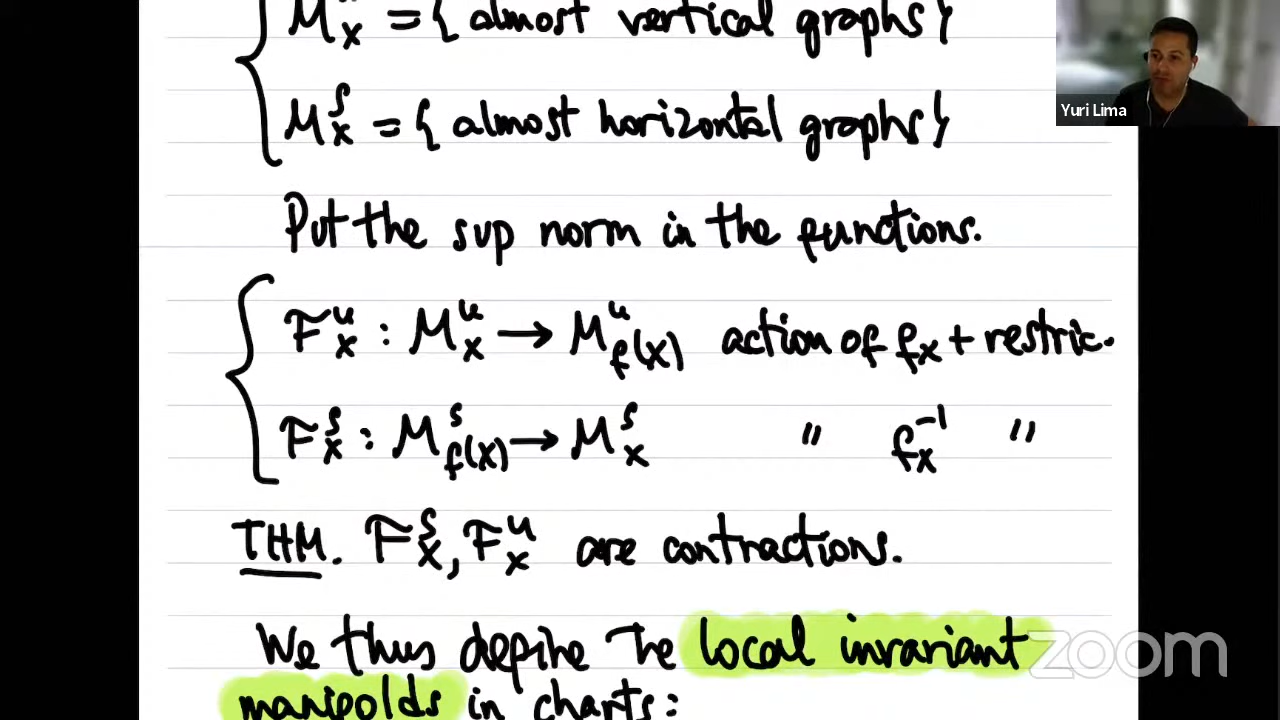 M^u_x = { almost vertical graphs }
M^s_x = { almost horizontal graphs }
Put the sup norm in the functions.
F^u_x : M^u_x → M^u_f(x) action of f_x + restric.
F^s_x : M^s_f(x) → M^s_x " f_x^-1 "
THM. F^s_x, F^u_x are contractions.
We thus define the local invariant
manifolds in charts:
Yuri Lima
zoom